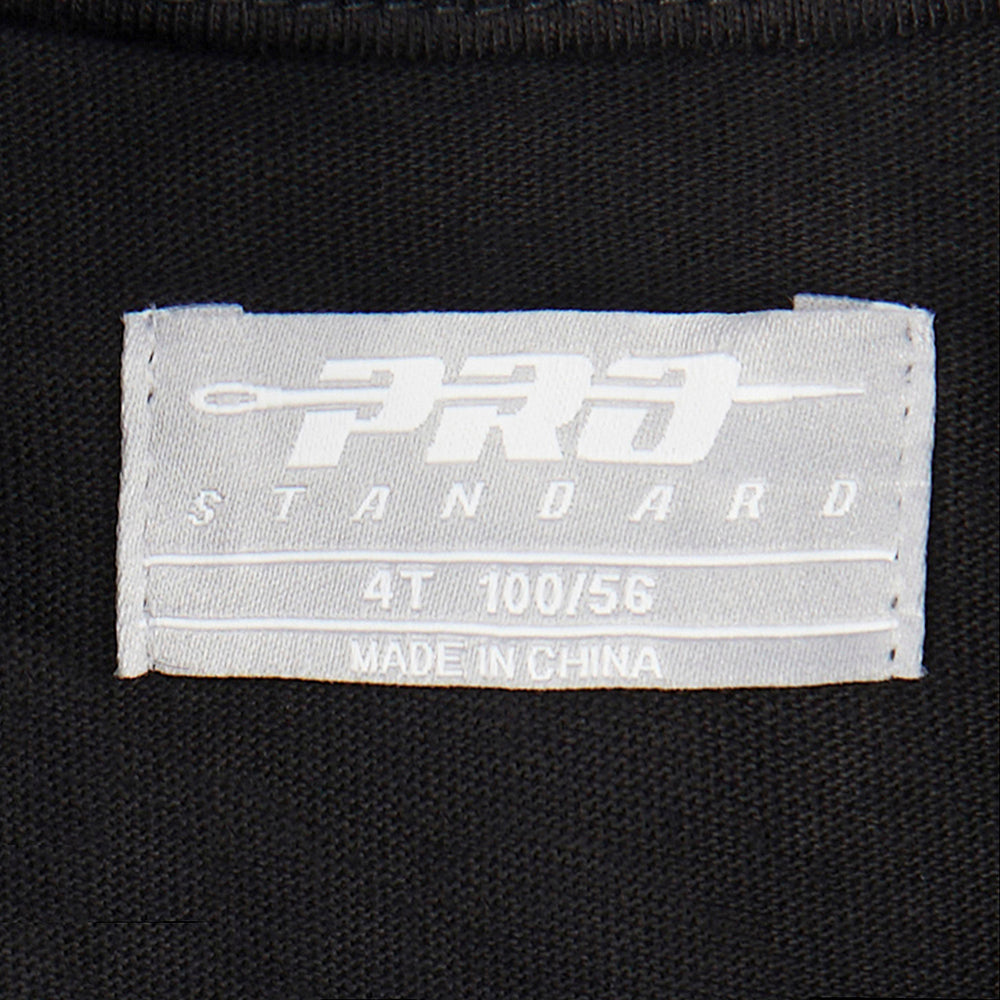 PRO
STANDARD
4T 100/56
MADE IN CHINA